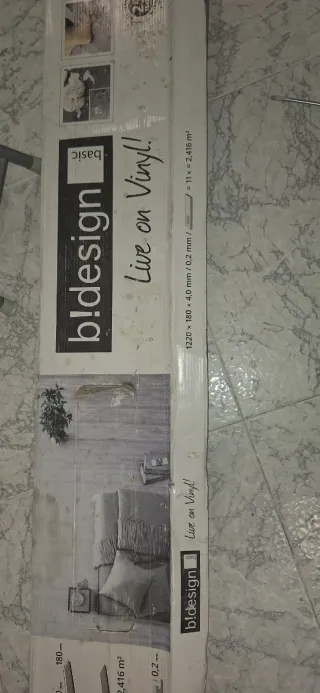 b!design
basic
Live on Vinyl!
1220 x 180 x 4,0 mm / 0,2 mm / = 11 x = 2,416 m²
b!design
Live on Vinyl!
180
2,416 m²
0,2